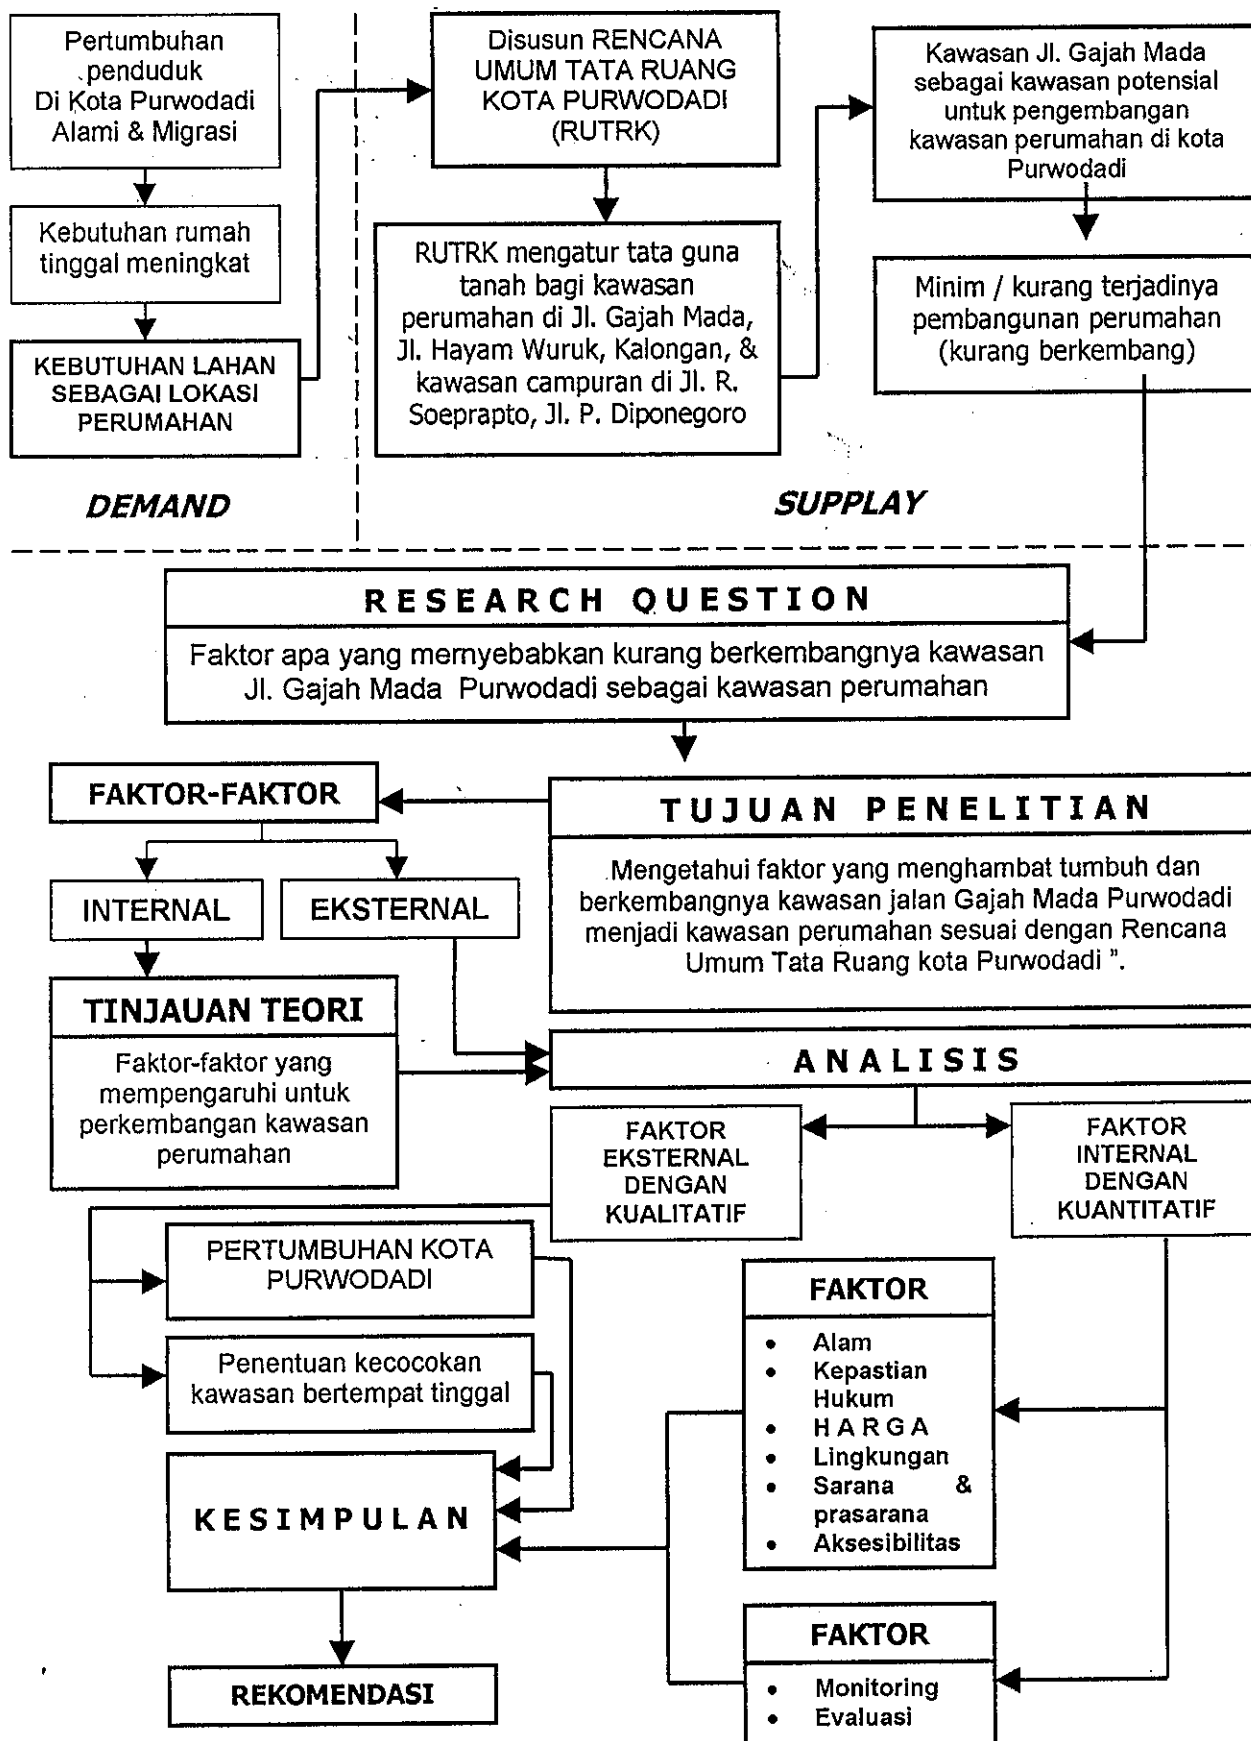 Pertumbuhan
penduduk
Di Kota Purwodadi
Alami & Migrasi
Kebutuhan rumah
tinggal meningkat
KEBUTUHAN LAHAN
SEBAGAI LOKASI
PERUMAHAN
DEMAND
Disusun RENCANA
UMUM TATA RUANG
KOTA PURWODADI
(RUTRK)
RUTRK mengatur tata guna
tanah bagi kawasan
perumahan di Jl. Gajah Mada,
Jl. Hayam Wuruk, Kalongan, &
kawasan campuran di Jl. R.
Soeprapto, Jl. P. Diponegoro
Kawasan Jl. Gajah Mada
sebagai kawasan potensial
untuk pengembangan
kawasan perumahan di kota
Purwodadi
Minim / kurang terjadinya
pembangunan perumahan
(kurang berkembang)
SUPPLAY
RESEARCH QUESTION
Faktor apa yang memyebabkan kurang berkembangnya kawasan
Jl. Gajah Mada Purwodadi sebagai kawasan perumahan
TUJUAN PENELITIAN
Mengetahui faktor yang menghambat tumbuh dan
berkembangnya kawasan jalan Gajah Mada Purwodadi
menjadi kawasan perumahan sesuai dengan Rencana
Umum Tata Ruang kota Purwodadi ”.
FAKTOR-FAKTOR
INTERNAL
EKSTERNAL
TINJAUAN TEORI
Faktor-faktor yang
mempengaruhi untuk
perkembangan kawasan
perumahan
ANALISIS
FAKTOR
EKSTERNAL
DENGAN
KUALITATIF
FAKTOR
INTERNAL
DENGAN
KUANTITATIF
PERTUMBUHAN KOTA
PURWODADI
Penentuan kecocokan
kawasan bertempat tinggal
FAKTOR
• Alam
• Kepastian
Hukum
• H A R G A
• Lingkungan
• Sarana &
prasarana
• Aksesibilitas
FAKTOR
• Monitoring
• Evaluasi
KESIMPULAN
REKOMENDASI